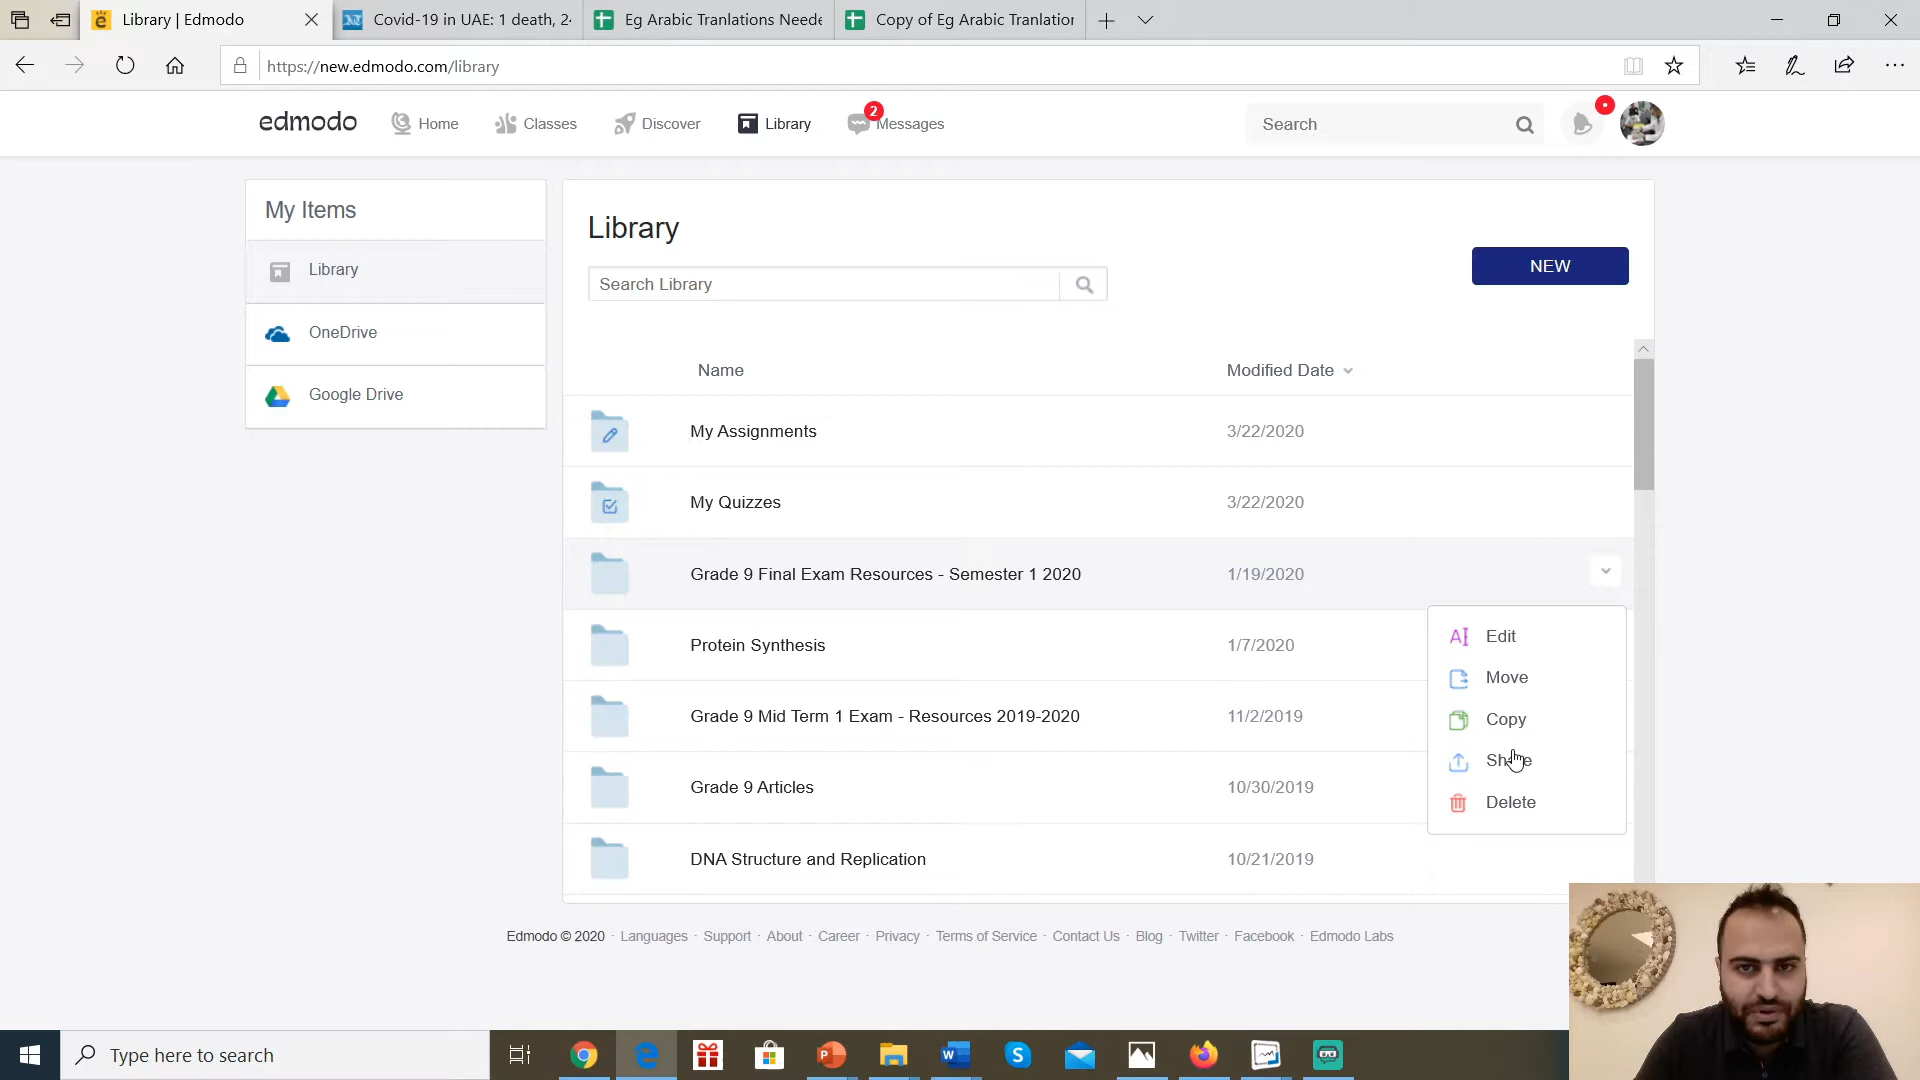 Library | Edmodo
Covid-19 in UAE: 1 death, 2
Eg Arabic Tranlations Neede
Copy of Eg Arabic Tranlation
https://new.edmodo.com/library
edmodo
Home
Classes
Discover
Library
2
Messages
Search
My Items
Library
OneDrive
Google Drive
Library
NEW
Search Library
Name
Modified Date
My Assignments
3/22/2020
My Quizzes
3/22/2020
Grade 9 Final Exam Resources - Semester 1 2020
1/19/2020
Protein Synthesis
1/7/2020
Grade 9 Mid Term 1 Exam - Resources 2019-2020
11/2/2019
Grade 9 Articles
10/30/2019
DNA Structure and Replication
10/21/2019
Edit
Move
Copy
Share
Delete
Edmodo © 2020 · Languages · Support · About · Career · Privacy · Terms of Service · Contact Us · Blog · Twitter · Facebook · Edmodo Labs
Type here to search